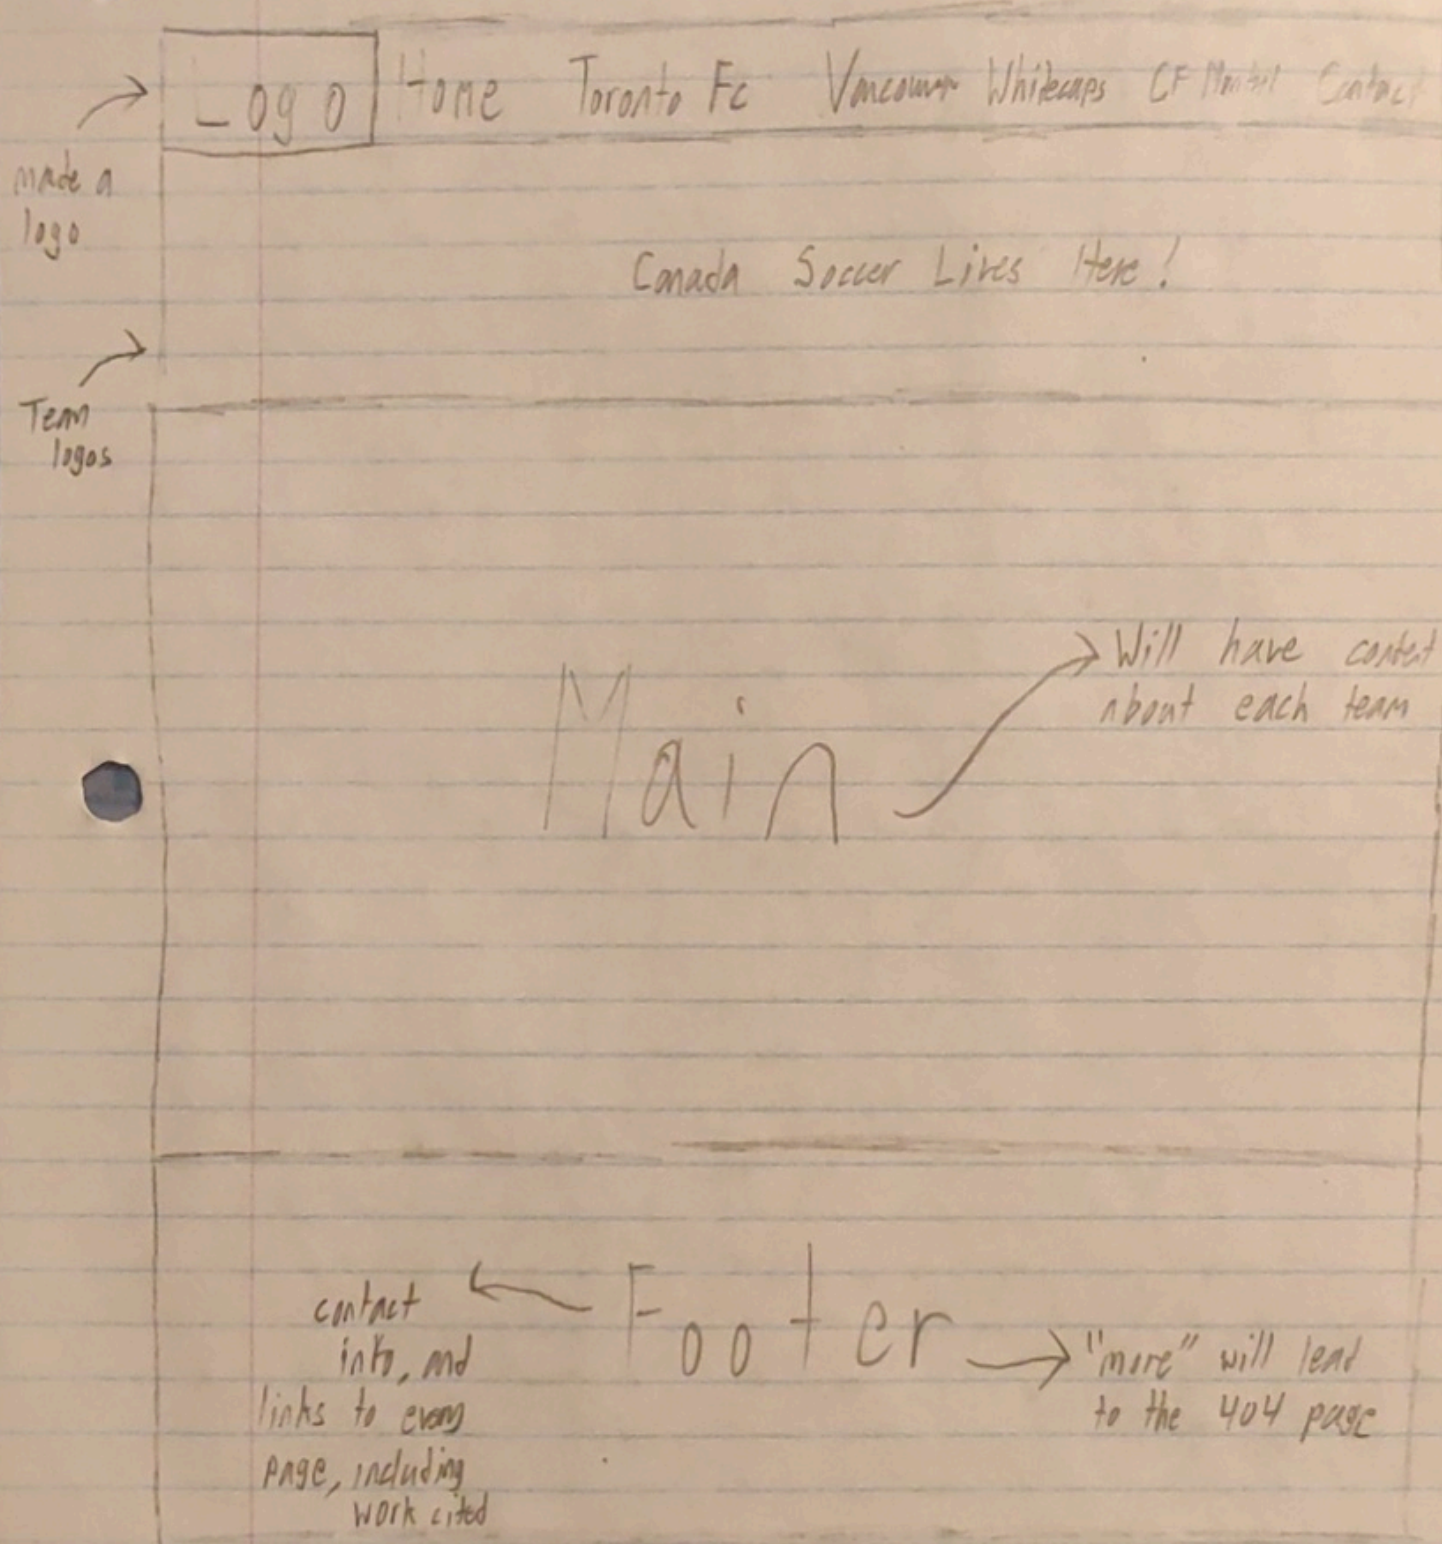 Logo Home Toronto Fc Vancouver Whitecaps CF Contact
made a
logo
Canada Soccer Lives Here!
Team
logos
Will have
about each team
Main
Footer
contact
info, and
links to every
page, including
work cited
"more" will lead
to the 404 page